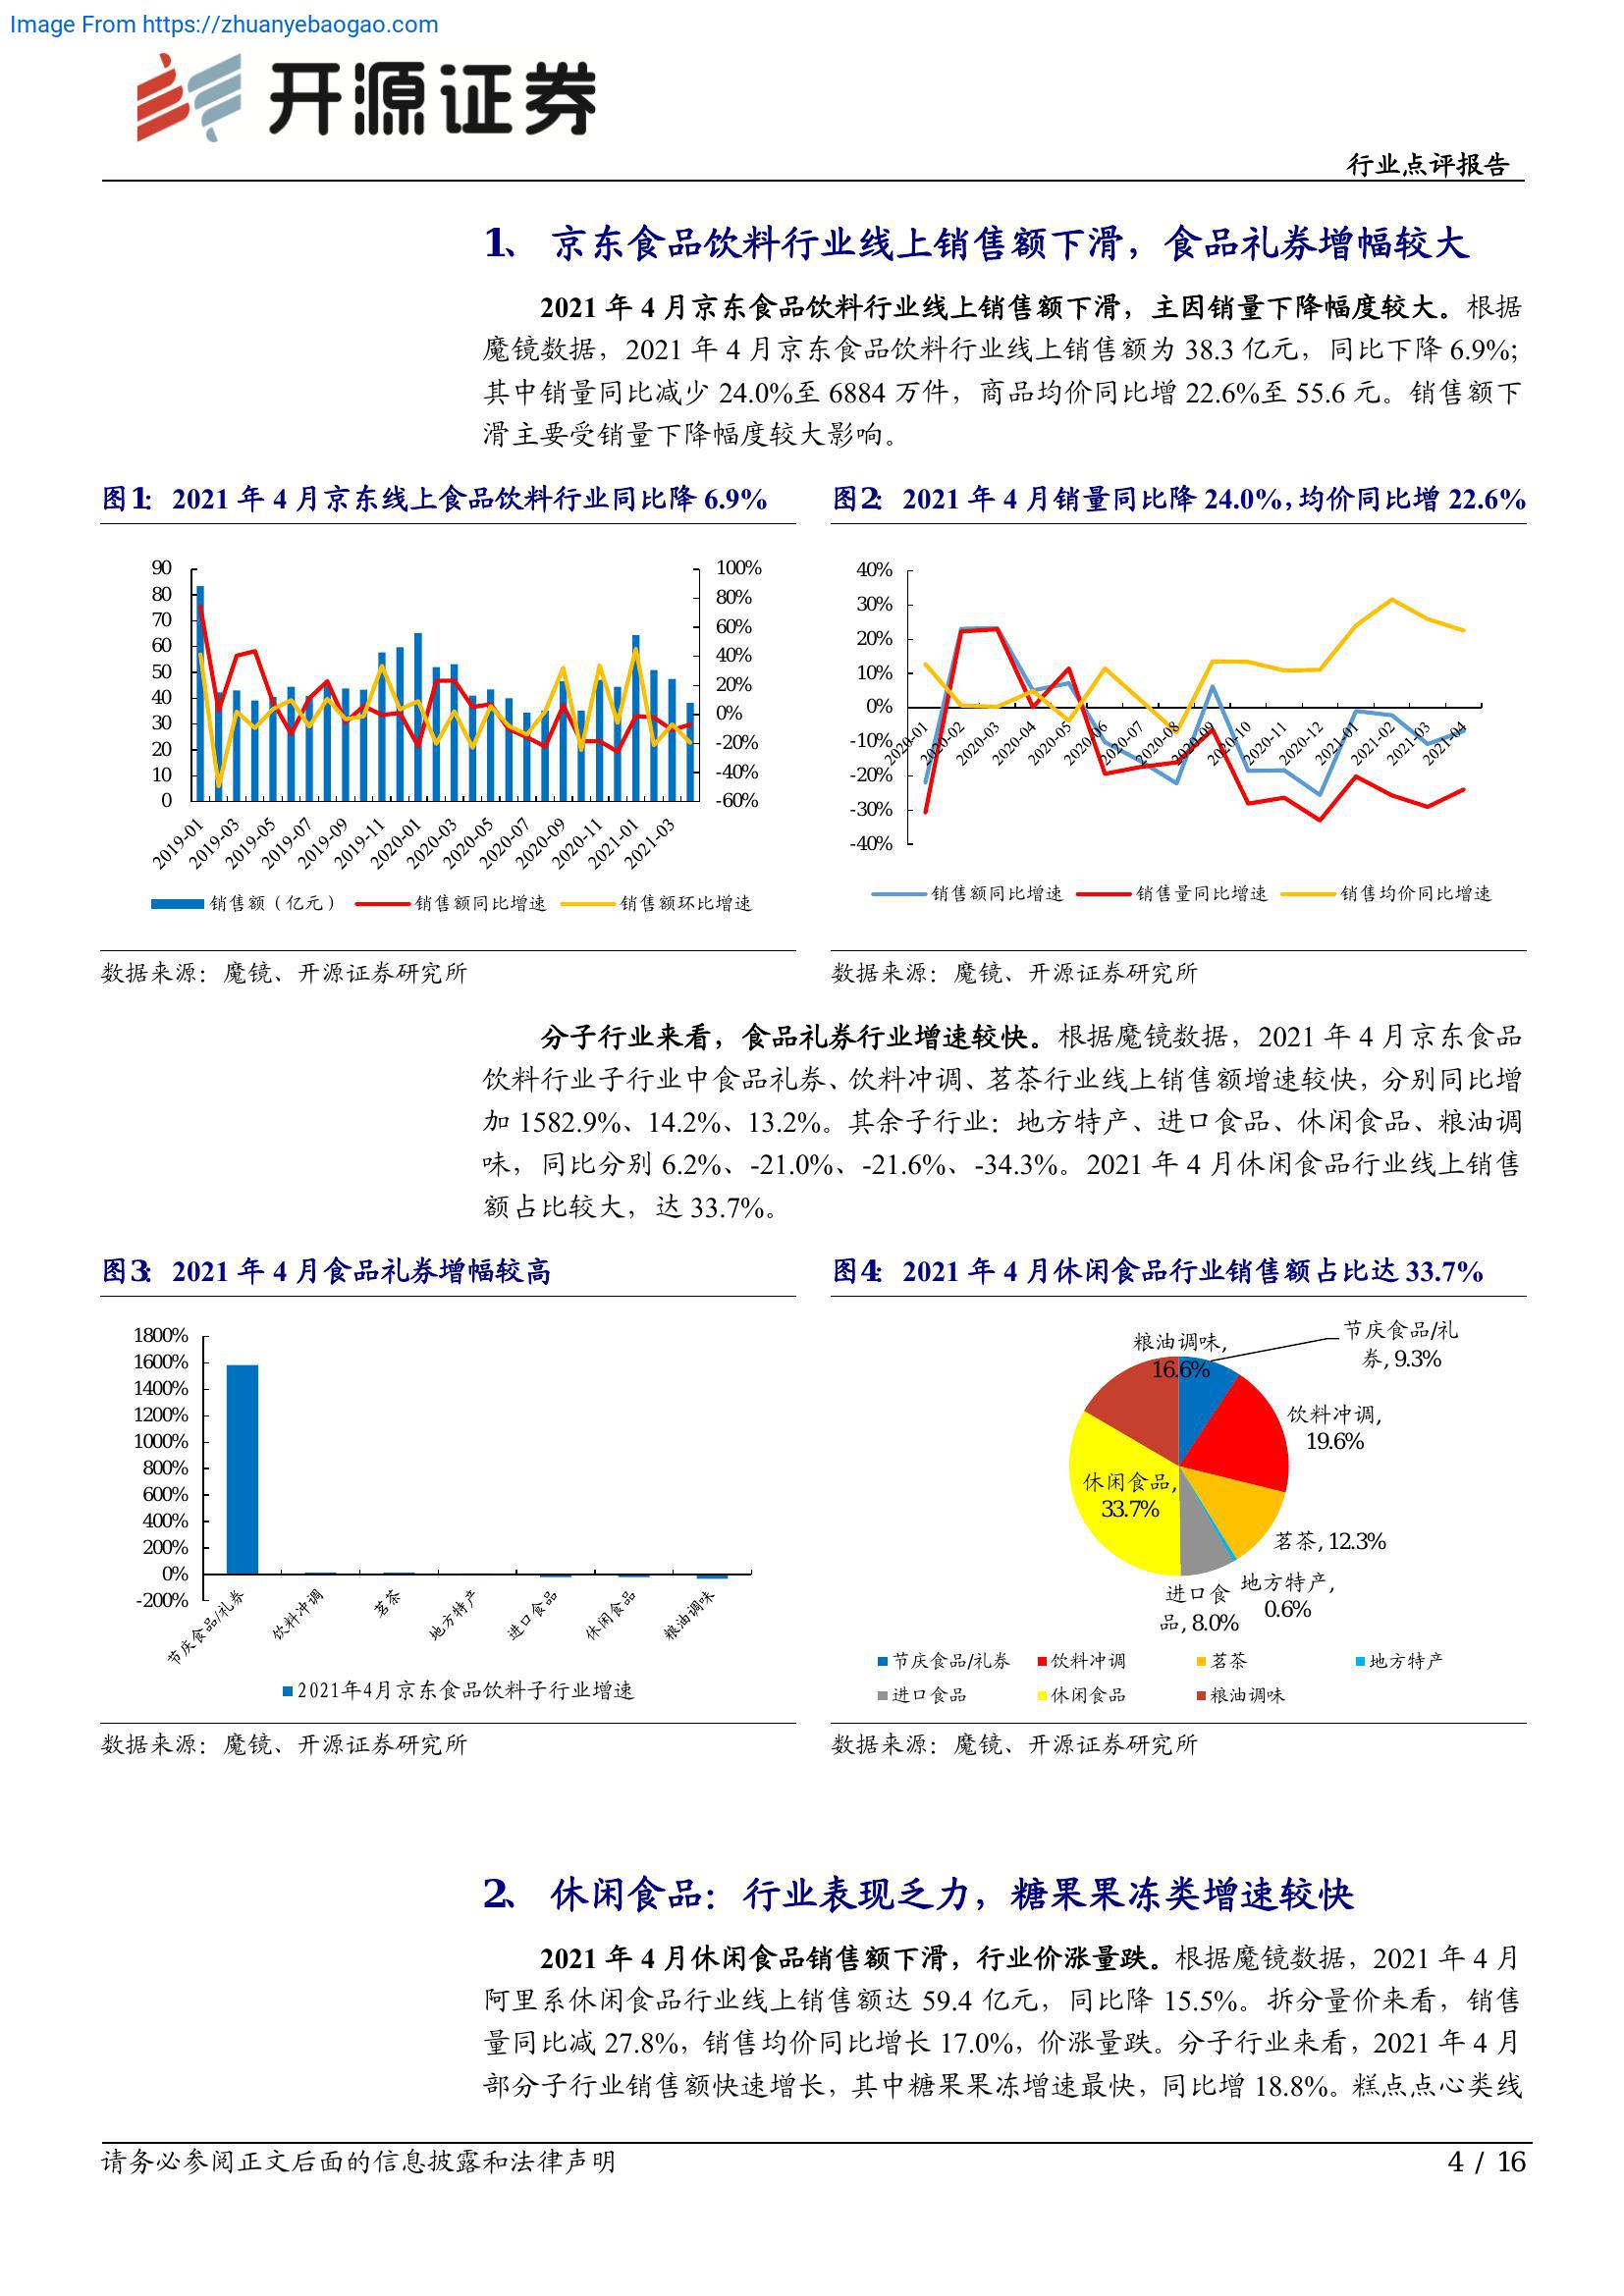 Image From https://zhuanyebaogao.com
开源证券
行业点评报告
1、 京东食品饮料行业线上销售额下滑，食品礼券增幅较大
2021 年 4 月京东食品饮料行业线上销售额下滑，主因销量下降幅度较大。根据
魔镜数据，2021 年 4 月京东食品饮料行业线上销售额为 38.3 亿元，同比下降 6.9%；
其中销量同比减少 24.0%至 6884 万件，商品均价同比增 22.6%至 55.6 元。销售额下
滑主要受销量下降幅度较大影响。
图1： 2021 年 4 月京东线上食品饮料行业同比降 6.9%
90
80
70
60
50
40
30
20
10
0
100%
80%
60%
40%
20%
0%
-20%
-40%
-60%
2019-01
2019-03
2019-05
2019-07
2019-09
2019-11
2020-01
2020-03
2020-05
2020-07
2020-09
2020-11
2021-01
2021-03
销售额（亿元）
销售额同比增速
销售额环比增速
数据来源：魔镜、开源证券研究所
图2： 2021 年 4 月销量同比降 24.0%，均价同比增 22.6%
40%
30%
20%
10%
0%
-10%
-20%
-30%
-40%
2020-01
2020-02
2020-03
2020-04
2020-05
2020-06
2020-07
2020-08
2020-09
2020-10
2020-11
2020-12
2021-01
2021-02
2021-03
2021-04
销售额同比增速
销售量同比增速
销售均价同比增速
数据来源：魔镜、开源证券研究所
分子行业来看，食品礼券行业增速较快。根据魔镜数据，2021 年 4 月京东食品
饮料行业子行业中食品礼券、饮料冲调、茗茶行业线上销售额增速较快，分别同比增
加 1582.9%、14.2%、13.2%。其余子行业：地方特产、进口食品、休闲食品、粮油调
味，同比分别 6.2%、-21.0%、-21.6%、-34.3%。2021 年 4 月休闲食品行业线上销售
额占比较大，达 33.7%。
图3： 2021 年 4 月食品礼券增幅较高
1800%
1600%
1400%
1200%
1000%
800%
600%
400%
200%
0%
-200%
节庆食品/礼券
饮料冲调
茗茶
地方特产
进口食品
休闲食品
粮油调味
2021年4月京东食品饮料子行业增速
数据来源：魔镜、开源证券研究所
图4： 2021 年 4 月休闲食品行业销售额占比达 33.7%
粮油调味,
16.6%
节庆食品/礼
券, 9.3%
饮料冲调,
19.6%
休闲食品,
33.7%
茗茶, 12.3%
进口食
品, 8.0%
地方特产,
0.6%
节庆食品/礼券
饮料冲调
茗茶
地方特产
进口食品
休闲食品
粮油调味
数据来源：魔镜、开源证券研究所
2、 休闲食品：行业表现乏力，糖果果冻类增速较快
2021 年 4 月休闲食品销售额下滑，行业价涨量跌。根据魔镜数据，2021 年 4 月
阿里系休闲食品行业线上销售额达 59.4 亿元，同比降 15.5%。拆分量价来看，销售
量同比减 27.8%，销售均价同比增长 17.0%，价涨量跌。分子行业来看，2021 年 4 月
部分子行业销售额快速增长，其中糖果果冻增速最快，同比增 18.8%。糕点点心类线
请务必参阅正文后面的信息披露和法律声明
4 / 16